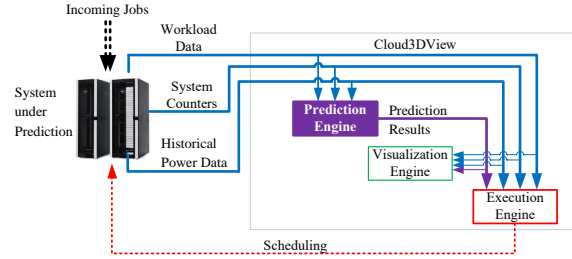 Incoming Jobs
Workload
Data
Cloud3DView
System
under
Prediction
System
Counters
Prediction
Engine
Prediction
Results
Historical
Power Data
Visualization
Engine
Execution
Engine
Scheduling